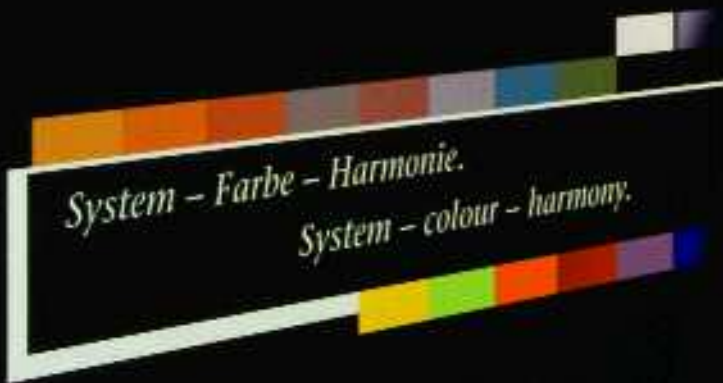 System – Farbe – Harmonie.
System – colour – harmony.